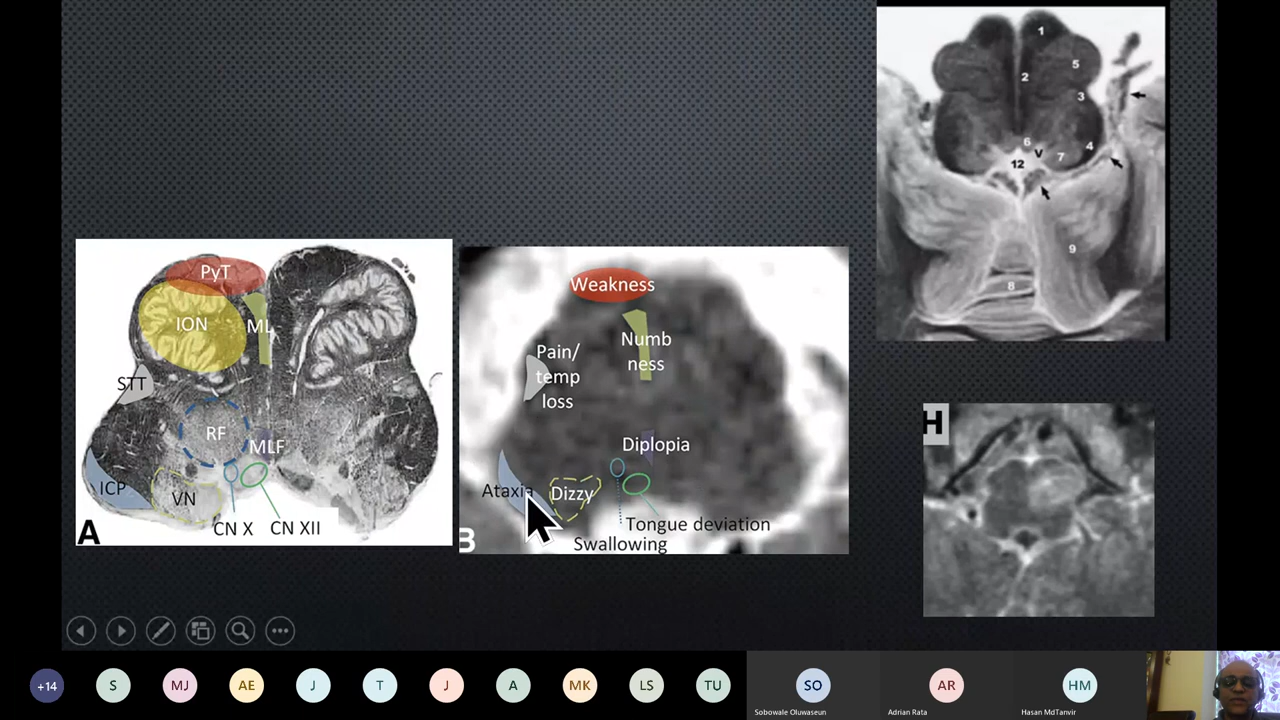 PyT
ION
ML
STT
RF
MLF
ICP
VN
CN X
CN XII
A
Weakness
Numb
ness
Pain/
temp
loss
Diplopia
Ataxia
Dizzy
Tongue deviation
Swallowing
B
1
5
2
3
6
V
4
12
7
9
8
H
+14
S
MJ
AE
J
T
J
A
MK
LS
TU
SO
AR
HM
Sobowale Oluwaseun
Adrian Rata
Hasan MdTanvir